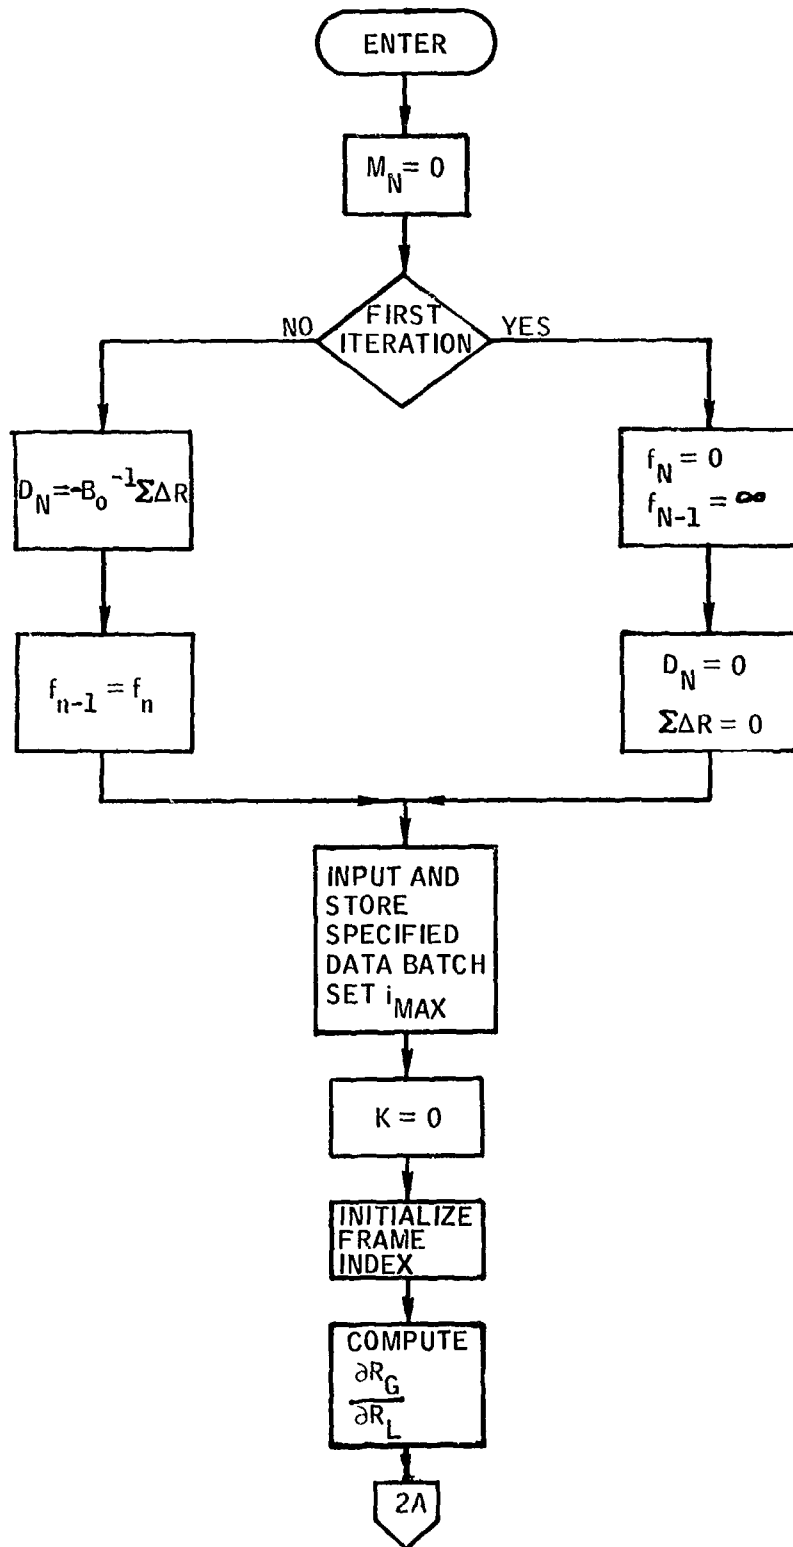 ENTER
M_N = 0
FIRST
ITERATION
NO
YES
D_N = -B_o^-1 ΣΔR
f_N = 0
f_N-1 = ∞
f_n-1 = f_n
D_N = 0
ΣΔR = 0
INPUT AND
STORE
SPECIFIED
DATA BATCH
SET i_MAX
K = 0
INITIALIZE
FRAME
INDEX
COMPUTE
∂R_G
∂R_L
2A